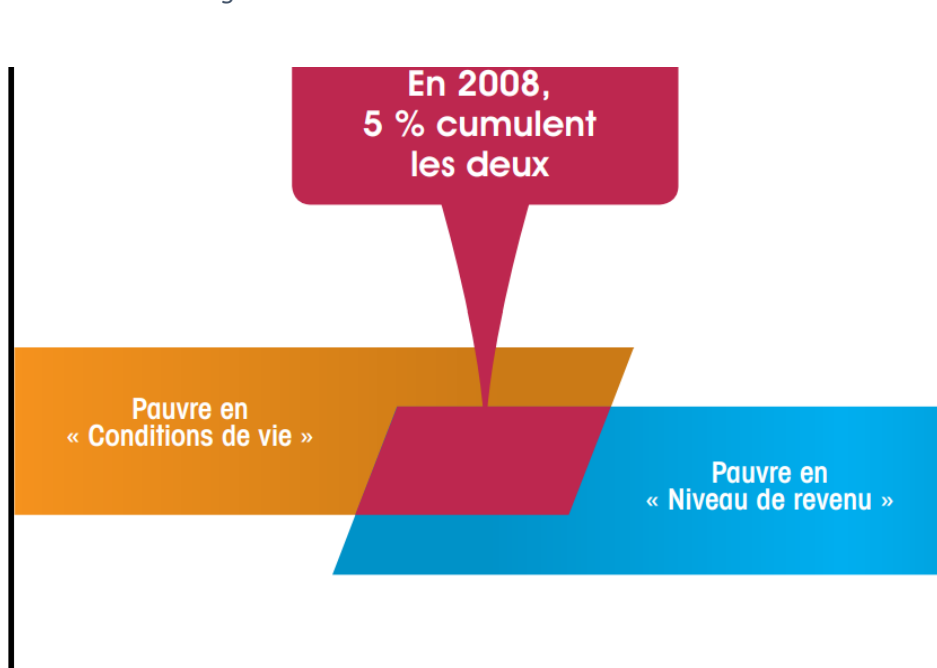 En 2008,
5 % cumulent
les deux
Pauvre en
« Conditions de vie »
Pauvre en
« Niveau de revenu »